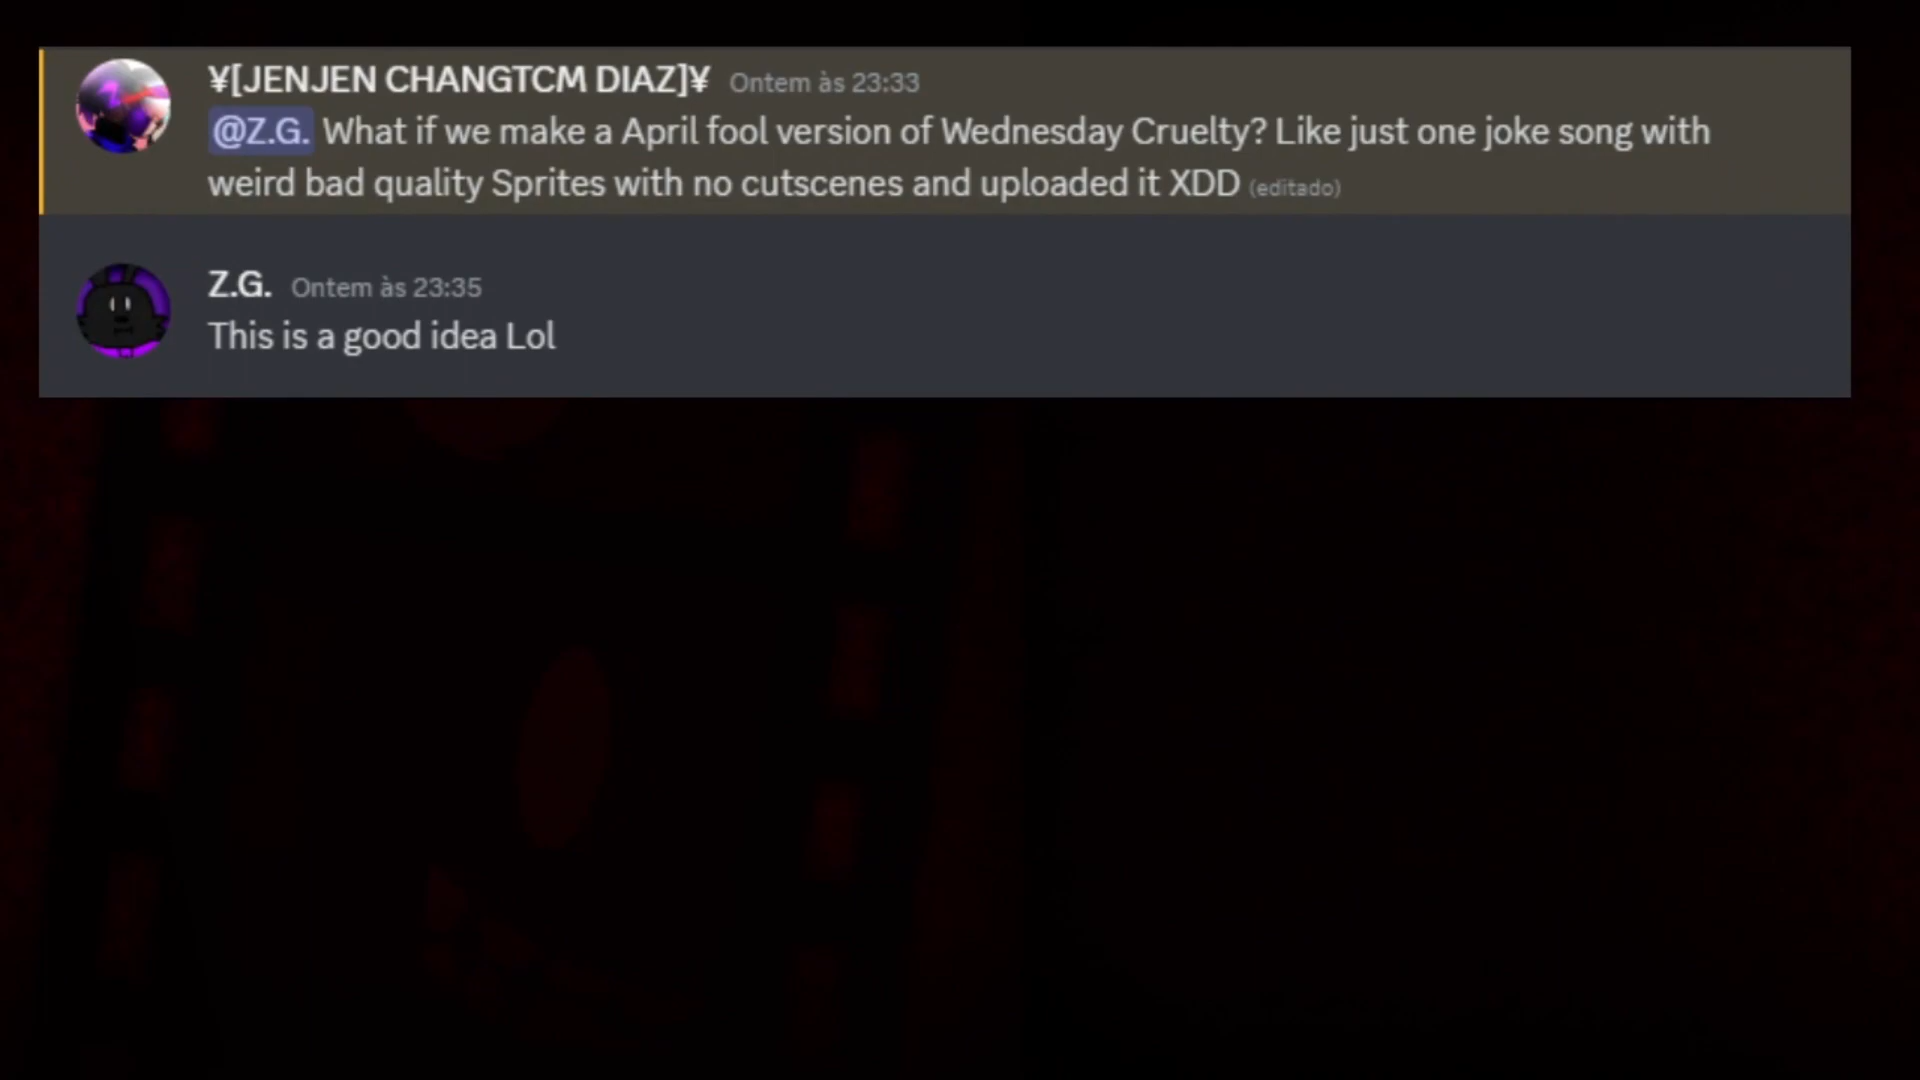 ¥[JENJEN CHANGTCM DIAZ]¥ Ontem às 23:33
@Z.G. What if we make a April fool version of Wednesday Cruelty? Like just one joke song with
weird bad quality Sprites with no cutscenes and uploaded it XDD (editado)
Z.G. Ontem às 23:35
This is a good idea Lol